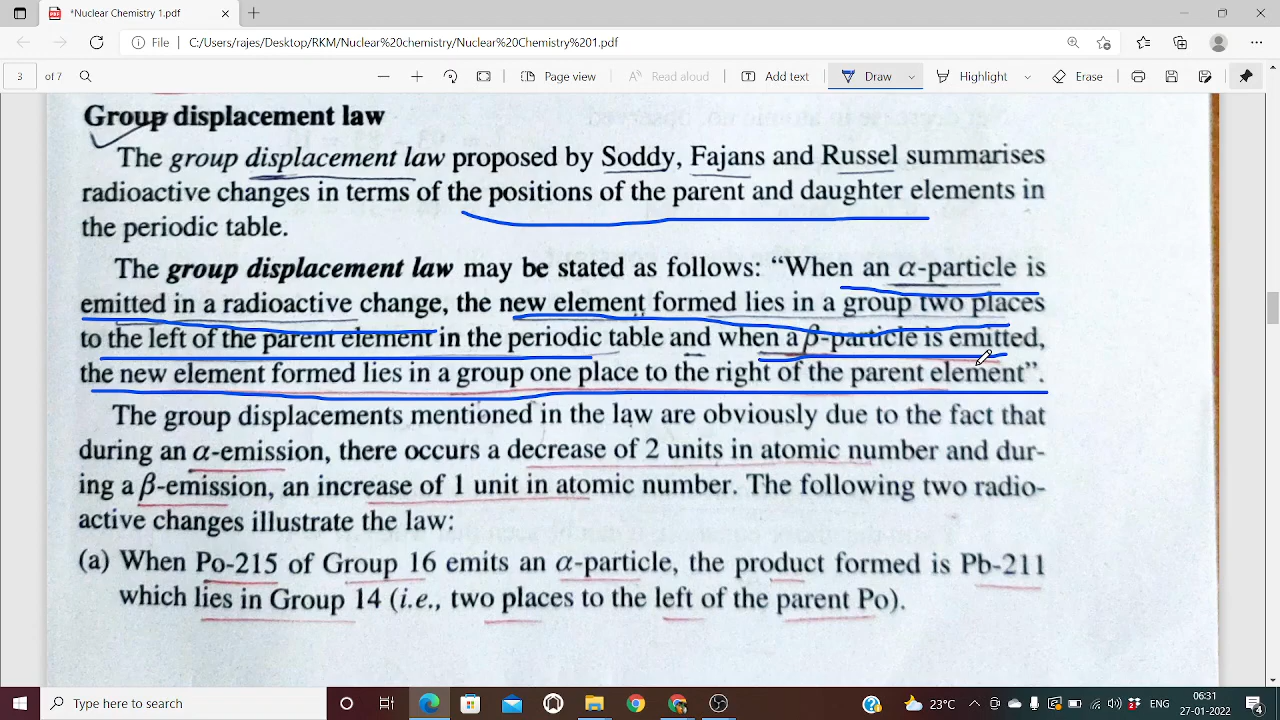 *Nuclear Chemistry 1.pdf
File
C:/Users/rajes/Desktop/RKM/Nuclear%20chemistry/Nuclear%20Chemistry%201.pdf
3 of 7
Page view
Read aloud
Add text
Draw
Highlight
Erase
Group displacement law
The group displacement law proposed by Soddy, Fajans and Russel summarises
radioactive changes in terms of the positions of the parent and daughter elements in
the periodic table.
The group displacement law may be stated as follows: “When an α-particle is
emitted in a radioactive change, the new element formed lies in a group two places
to the left of the parent element in the periodic table and when a β-particle is emitted,
the new element formed lies in a group one place to the right of the parent element”.
The group displacements mentioned in the law are obviously due to the fact that
during an α-emission, there occurs a decrease of 2 units in atomic number and dur-
ing a β-emission, an increase of 1 unit in atomic number. The following two radio-
active changes illustrate the law:
(a) When Po-215 of Group 16 emits an α-particle, the product formed is Pb-211
which lies in Group 14 (i.e., two places to the left of the parent Po).
Type here to search
23°C
ENG
06:31
27-01-2022